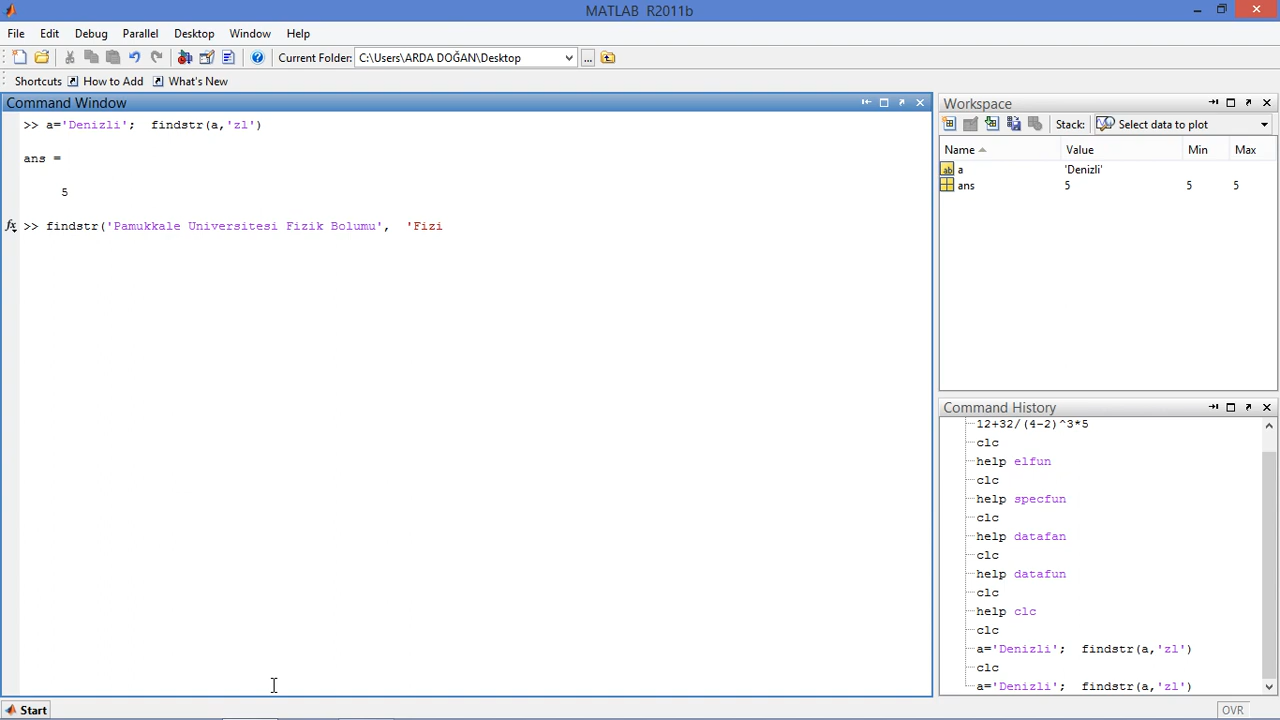 MATLAB R2011b
File Edit Debug Parallel Desktop Window Help
Current Folder: C:\Users\ARDA DOĞAN\Desktop ...
Shortcuts How to Add What's New
Command Window
>> a='Denizli';  findstr(a,'zl')
ans =
5
fx >> findstr('Pamukkale Universitesi Fizik Bolumu',  'Fizi
Workspace
Stack: Select data to plot
Name Value Min Max
a 'Denizli'
ans 5 5 5
Command History
12+32/(4-2)^3*5
clc
help elfun
clc
help specfun
clc
help datafan
clc
help datafun
clc
help clc
clc
a='Denizli';  findstr(a,'zl')
clc
a='Denizli';  findstr(a,'zl')
Start OVR